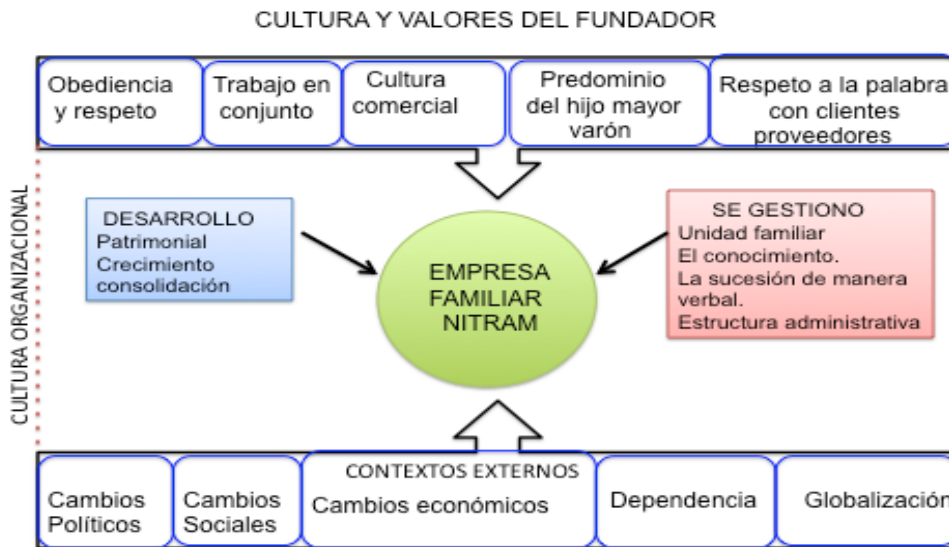 CULTURA Y VALORES DEL FUNDADOR
Obediencia
y respeto
Trabajo en
conjunto
Cultura
comercial
Predominio
del hijo mayor
varón
Respeto a la palabra
con clientes
proveedores
CULTURA ORGANIZACIONAL
DESARROLLO
Patrimonial
Crecimiento
consolidación
EMPRESA
FAMILIAR
NITRAM
SE GESTIONO
Unidad familiar
El conocimiento.
La sucesión de manera
verbal.
Estructura administrativa
CONTEXTOS EXTERNOS
Cambios
Políticos
Cambios
Sociales
Cambios económicos
Dependencia
Globalización